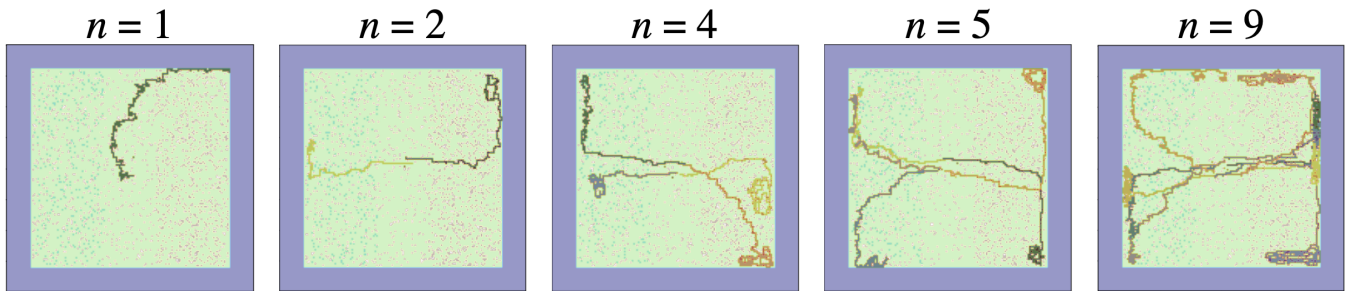 n = 1 n = 2 n = 4 n = 5 n = 9